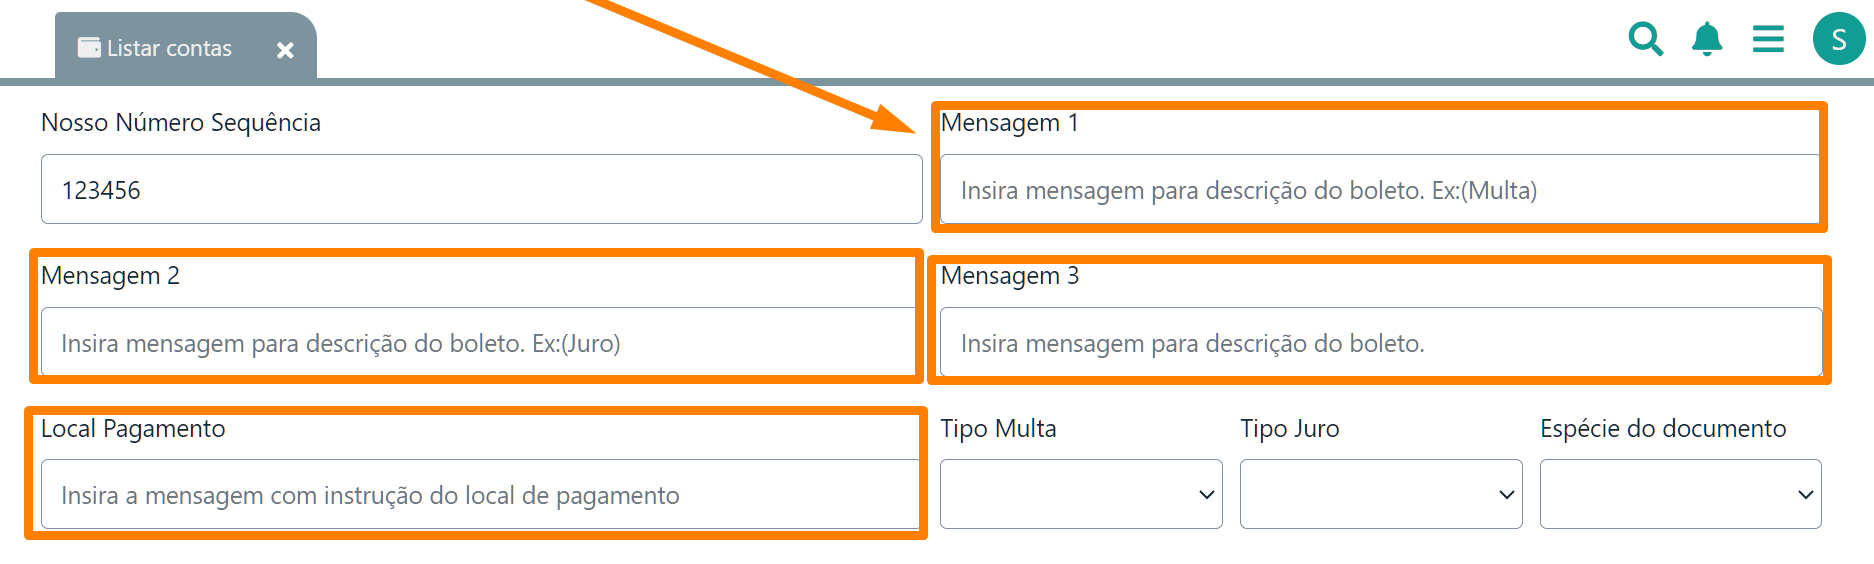 Listar contas
S
Nosso Número Sequência
Mensagem 1
123456
Insira mensagem para descrição do boleto. Ex:(Multa)
Mensagem 2
Mensagem 3
Insira mensagem para descrição do boleto. Ex:(Juro)
Insira mensagem para descrição do boleto.
Local Pagamento
Tipo Multa
Tipo Juro
Espécie do documento
Insira a mensagem com instrução do local de pagamento